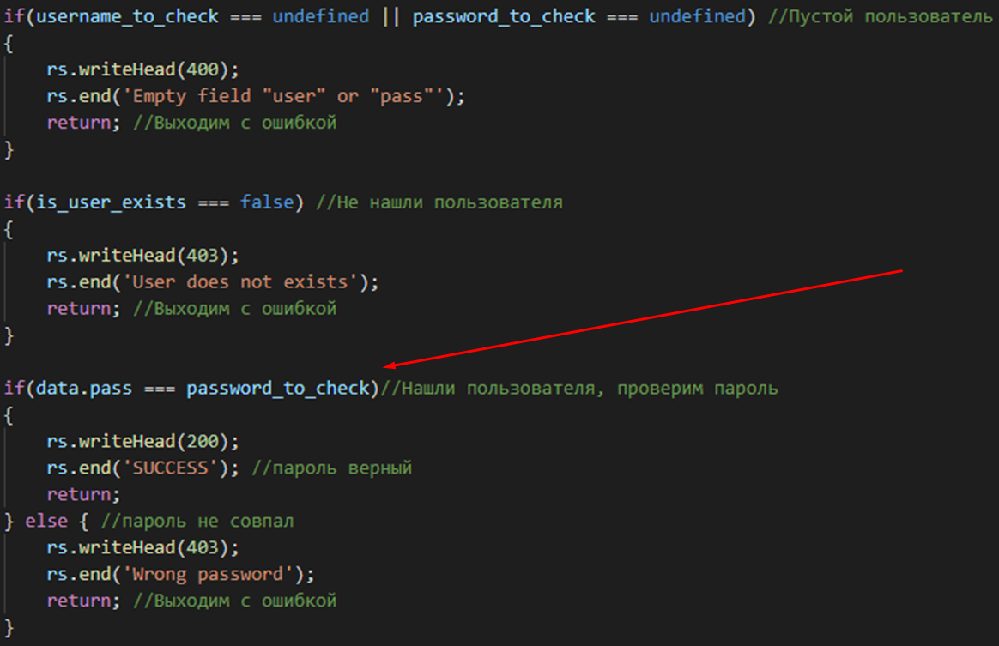 if(username_to_check === undefined || password_to_check === undefined) //Пустой пользователь
{
    rs.writeHead(400);
    rs.end('Empty field "user" or "pass"');
    return; //Выходим с ошибкой
}

if(is_user_exists === false) //Не нашли пользователя
{
    rs.writeHead(403);
    rs.end('User does not exists');
    return; //Выходим с ошибкой
}

if(data.pass === password_to_check)//Нашли пользователя, проверим пароль
{
    rs.writeHead(200);
    rs.end('SUCCESS'); //пароль верный
    return;
} else { //пароль не совпал
    rs.writeHead(403);
    rs.end('Wrong password');
    return; //Выходим с ошибкой
}